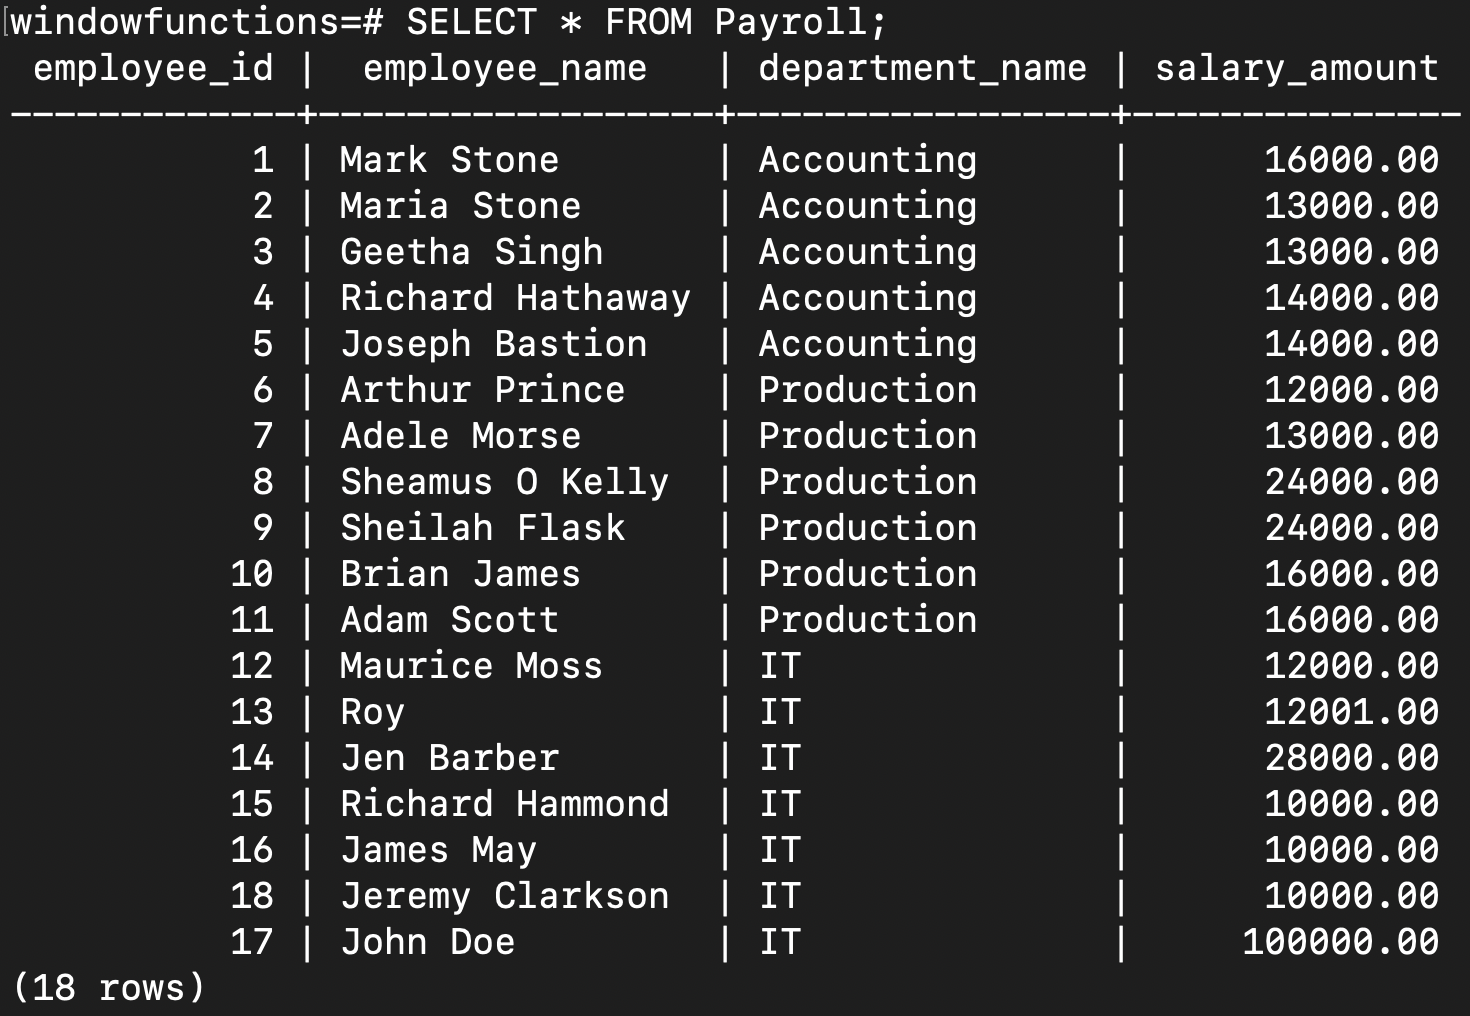 windowfunctions=# SELECT * FROM Payroll;
 employee_id |  employee_name   | department_name | salary_amount
-------------+------------------+-----------------+---------------
           1 | Mark Stone       | Accounting      |      16000.00
           2 | Maria Stone      | Accounting      |      13000.00
           3 | Geetha Singh     | Accounting      |      13000.00
           4 | Richard Hathaway | Accounting      |      14000.00
           5 | Joseph Bastion   | Accounting      |      14000.00
           6 | Arthur Prince    | Production      |      12000.00
           7 | Adele Morse      | Production      |      13000.00
           8 | Sheamus O Kelly  | Production      |      24000.00
           9 | Sheilah Flask    | Production      |      24000.00
          10 | Brian James      | Production      |      16000.00
          11 | Adam Scott       | Production      |      16000.00
          12 | Maurice Moss     | IT              |      12000.00
          13 | Roy              | IT              |      12001.00
          14 | Jen Barber       | IT              |      28000.00
          15 | Richard Hammond  | IT              |      10000.00
          16 | James May        | IT              |      10000.00
          18 | Jeremy Clarkson  | IT              |      10000.00
          17 | John Doe         | IT              |     100000.00
(18 rows)